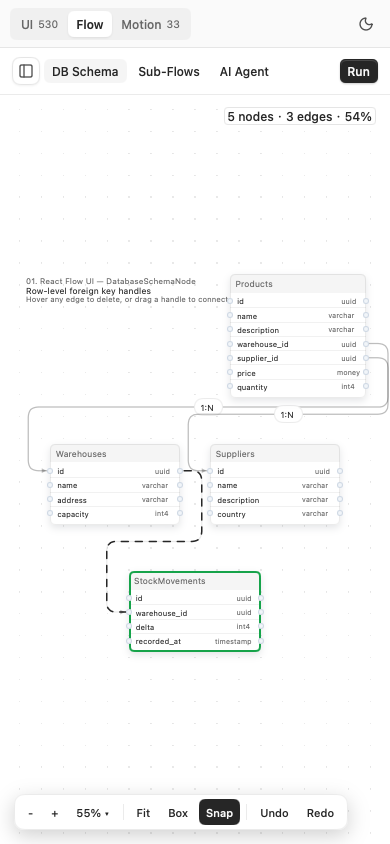 UI 530 Flow Motion 33
DB Schema Sub-Flows AI Agent Run
5 nodes · 3 edges · 54%
01. React Flow UI — DatabaseSchemaNode
Row-level foreign key handles
Hover any edge to delete, or drag a handle to connect
Products
id uuid
name varchar
description varchar
warehouse_id uuid
supplier_id uuid
price money
quantity int4
1:N
1:N
Warehouses
id uuid
name varchar
address varchar
capacity int4
Suppliers
id uuid
name varchar
description varchar
country varchar
StockMovements
id uuid
warehouse_id uuid
delta int4
recorded_at timestamp
- + 55% ▾ Fit Box Snap Undo Redo